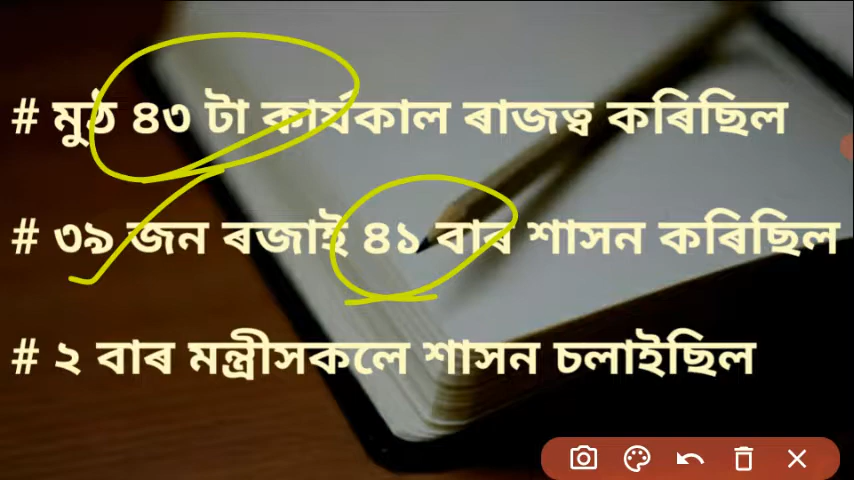 # মুঠ ৪৩ টা কাৰ্যকাল ৰাজত্ব কৰিছিল
# ৩৯ জন ৰজাই ৪১ বাৰ শাসন কৰিছিল
# ২ বাৰ মন্ত্ৰীসকলে শাসন চলাইছিল